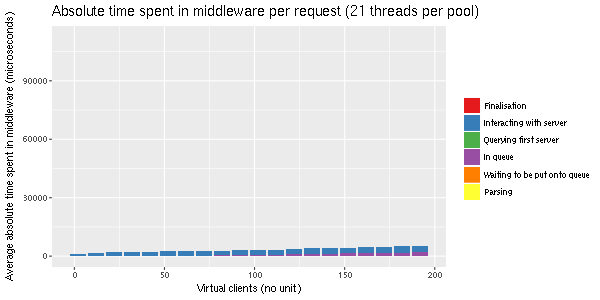 Absolute time spent in middleware per request (21 threads per pool)
Average absolute time spent in middleware (microseconds)
90000
60000
30000
0
0 50 100 150 200
Virtual clients (no unit)
Finalisation
Interacting with server
Querying first server
In queue
Waiting to be put onto queue
Parsing